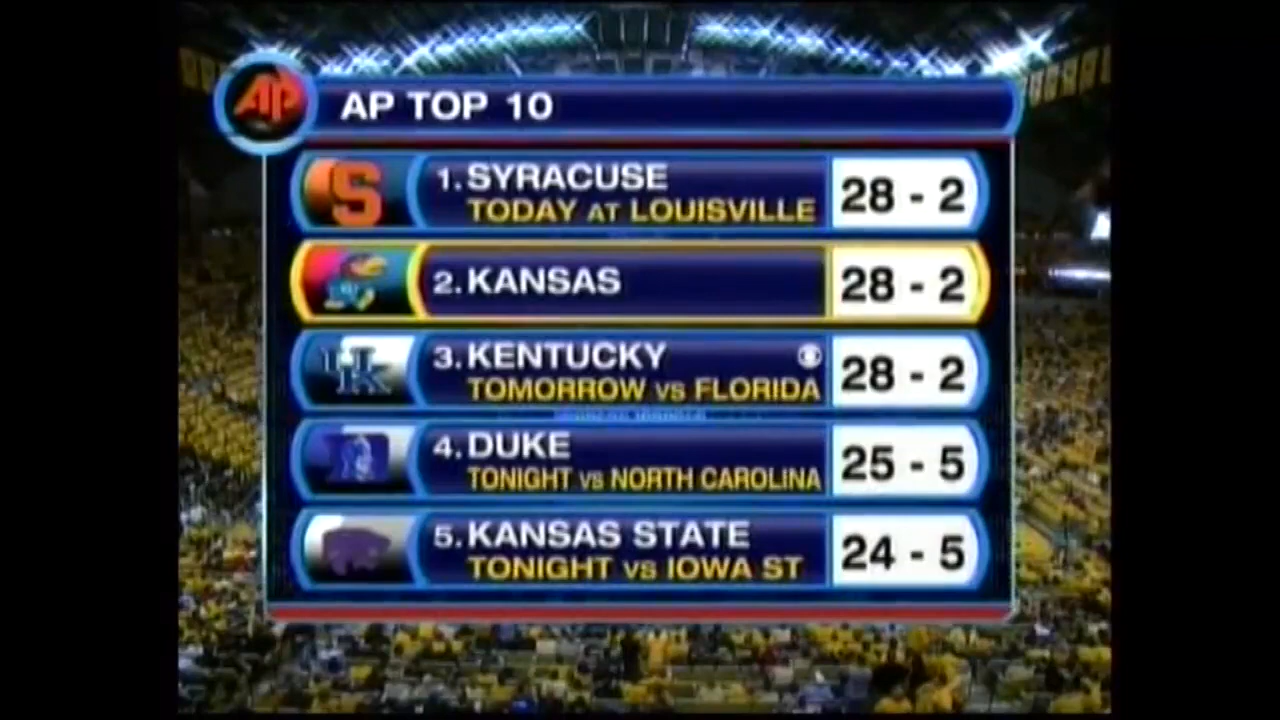 AP
AP TOP 10
S
1. SYRACUSE
TODAY AT LOUISVILLE
28 - 2
2. KANSAS
28 - 2
UK
3. KENTUCKY
TOMORROW VS FLORIDA
28 - 2
D
4. DUKE
TONIGHT VS NORTH CAROLINA
25 - 5
5. KANSAS STATE
TONIGHT VS IOWA ST
24 - 5